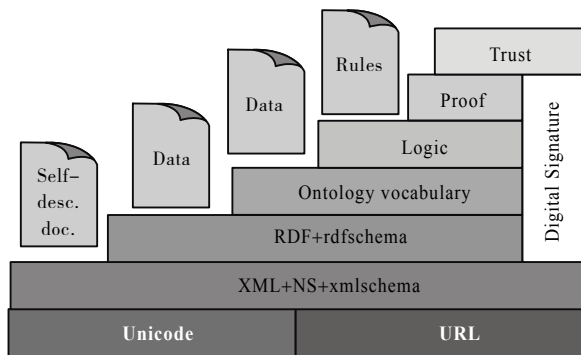 Trust
Rules
Proof
Data
Logic
Data
Ontology vocabulary
Self-
desc.
doc.
RDF+rdfschema
Digital Signature
XML+NS+xmlschema
Unicode
URL